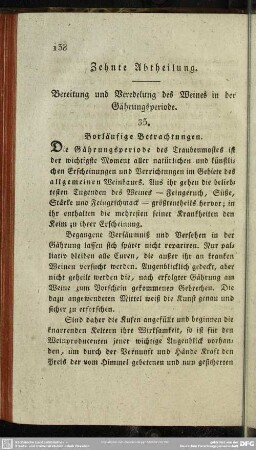 158
Zehnte Abtheilung.
Bereitung und Veredelung des Weines in der
Gährungsperiode.
35.
Vorläufige Betrachtungen.
Die Gährungsperiode des Traubenmostes ist
der wichtigste Moment aller natürlichen und künstli-
chen Erscheinungen und Verrichtungen im Gebiete des
allgemeinen Weinbaues. Aus ihr gehen die belieb-
testen Tugenden des Weines — Feingeruch, Süße,
Stärke und Feingeschmack — größtentheils hervor; in
ihr enthalten die mehresten seiner Krankheiten den
Keim zu ihrer Erscheinung.
Begangene Versäumniß und Versehen in der
Gährung lassen sich später nicht repariren. Nur pal-
liativ bleiben alle Curen, die außer ihr an kranken
Weinen versucht werden. Augenblicklich gedeckt, aber
nicht geheilt werden die, nach erfolgter Gährung am
Weine zum Vorschein gekommenen Gebrechen. Die
dazu angewendeten Mittel weiß die Kunst genau und
sicher zu erforschen.
Sind daher die Kufen angefüllt und beginnen die
knarrenden Keltern ihre Wirksamkeit, so ist für den
Weinproducenten jener wichtige Augenblick vorhan-
den, um durch der Vernunft und Hände Kraft den
Preis der vom Himmel gebetenen und nun gesicherten